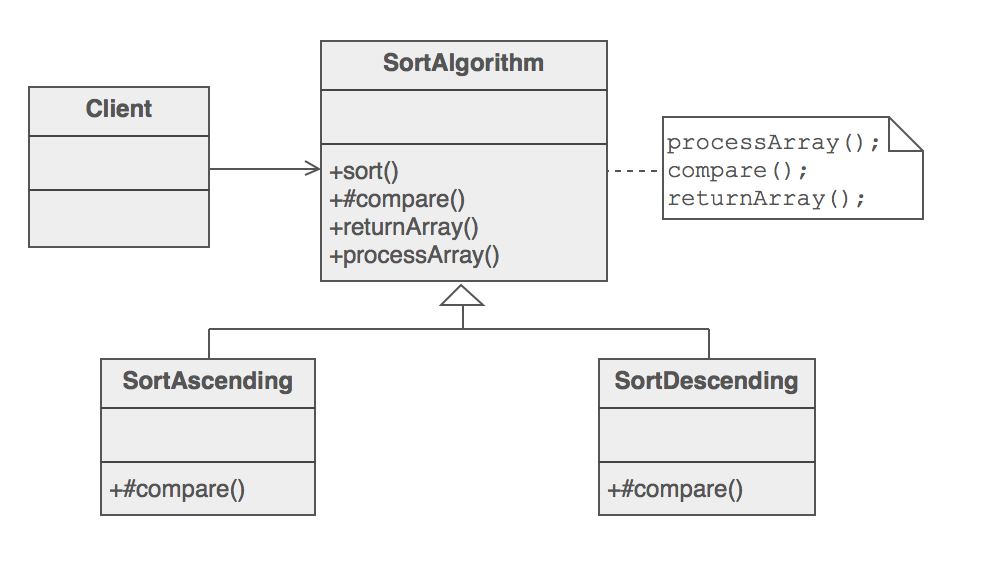 Client
SortAlgorithm
+sort()
+#compare()
+returnArray()
+processArray()
processArray();
compare();
returnArray();
SortAscending
+#compare()
SortDescending
+#compare()